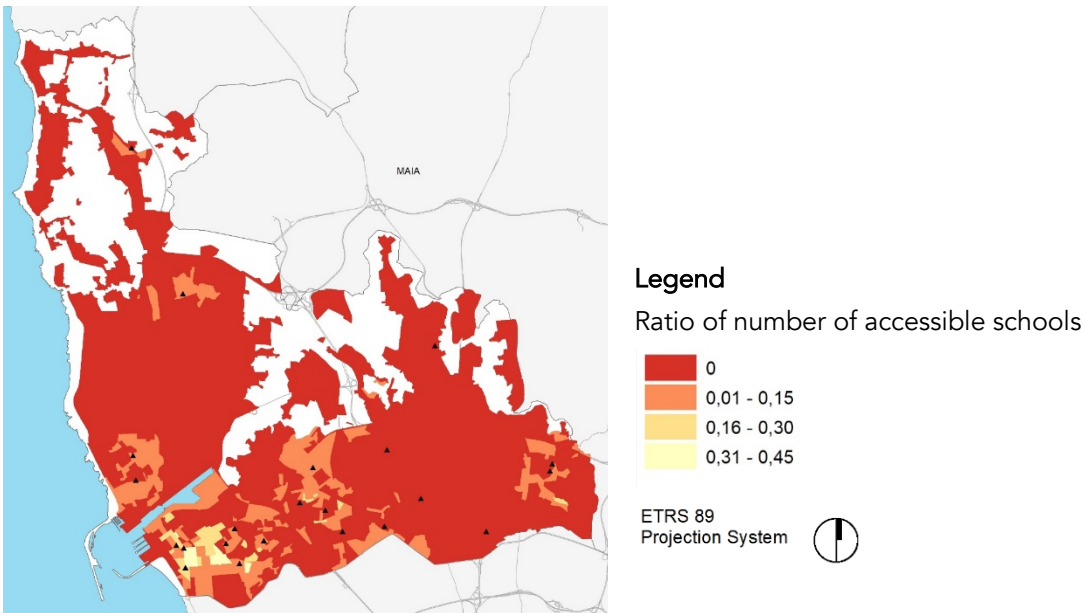 MAIA
Legend
Ratio of number of accessible schools
0
0,01 - 0,15
0,16 - 0,30
0,31 - 0,45
ETRS 89
Projection System